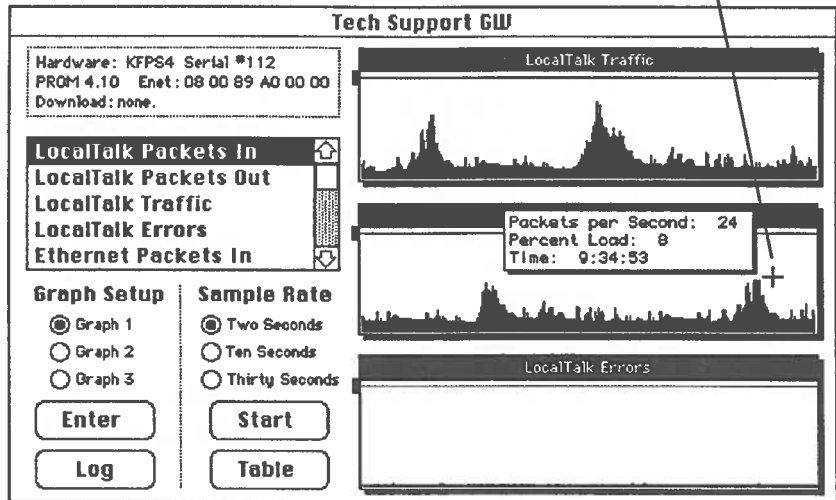 Tech Support GW
Hardware: KFPS4 Serial #112
PROM 4.10 Enet: 08 00 89 A0 00 00
Download: none.
LocalTalk Packets In
LocalTalk Packets Out
LocalTalk Traffic
LocalTalk Errors
Ethernet Packets In
Graph Setup
Graph 1
Graph 2
Graph 3
Sample Rate
Two Seconds
Ten Seconds
Thirty Seconds
Enter
Start
Log
Table
LocalTalk Traffic
Packets per Second: 24
Percent Load: 8
Time: 9:34:53
LocalTalk Errors